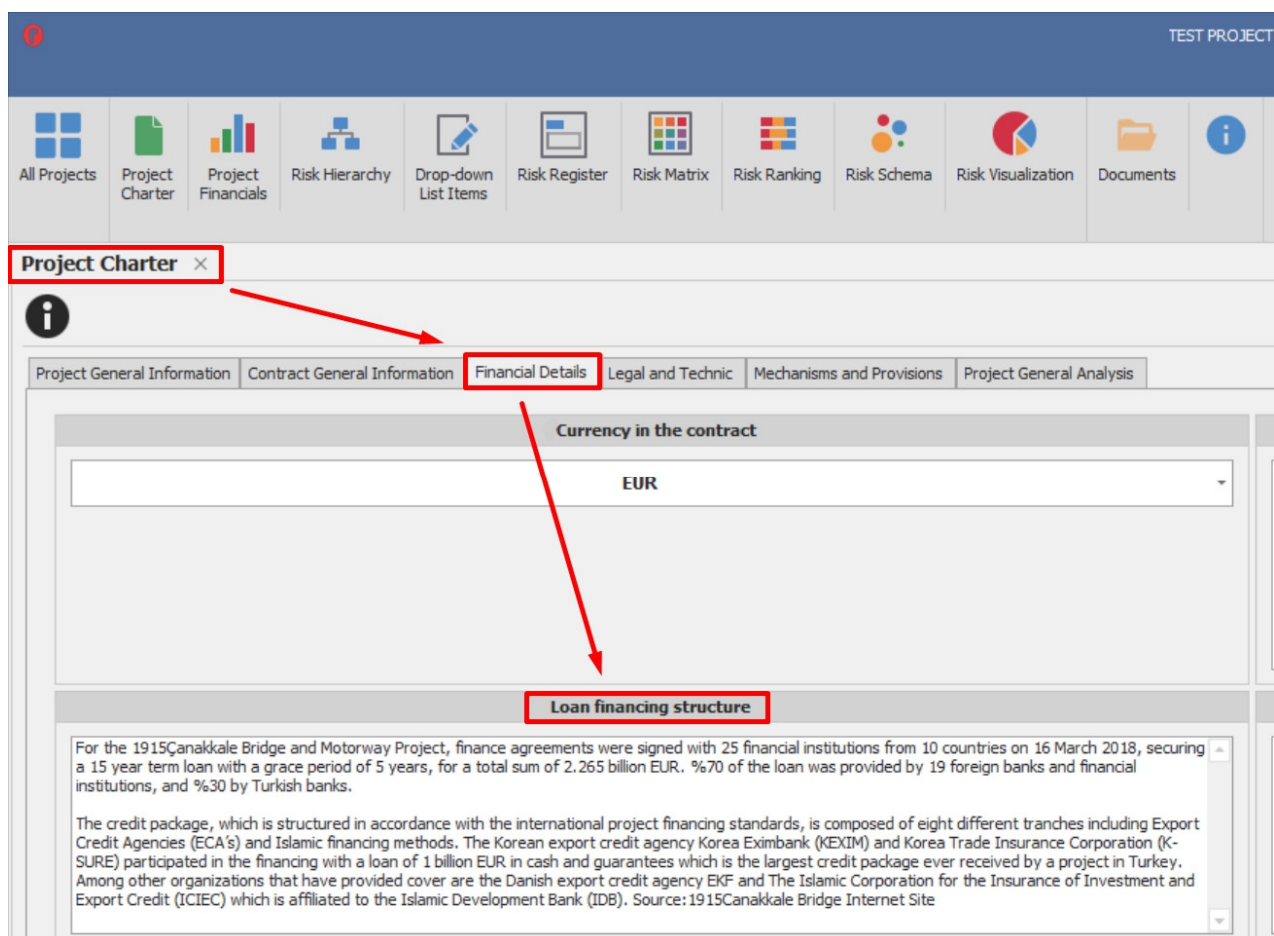 TEST PROJECT
All Projects
Project
Charter
Project
Financials
Risk Hierarchy
Drop-down
List Items
Risk Register
Risk Matrix
Risk Ranking
Risk Schema
Risk Visualization
Documents
Project Charter ×
Project General Information
Contract General Information
Financial Details
Legal and Technic
Mechanisms and Provisions
Project General Analysis
Currency in the contract
EUR
Loan financing structure
For the 1915Çanakkale Bridge and Motorway Project, finance agreements were signed with 25 financial institutions from 10 countries on 16 March 2018, securing
a 15 year term loan with a grace period of 5 years, for a total sum of 2.265 billion EUR. %70 of the loan was provided by 19 foreign banks and financial
institutions, and %30 by Turkish banks.
The credit package, which is structured in accordance with the international project financing standards, is composed of eight different tranches including Export
Credit Agencies (ECA's) and Islamic financing methods. The Korean export credit agency Korea Eximbank (KEXIM) and Korea Trade Insurance Corporation (K-
SURE) participated in the financing with a loan of 1 billion EUR in cash and guarantees which is the largest credit package ever received by a project in Turkey.
Among other organizations that have provided cover are the Danish export credit agency EKF and The Islamic Corporation for the Insurance of Investment and
Export Credit (ICIEC) which is affiliated to the Islamic Development Bank (IDB). Source:1915Canakkale Bridge Internet Site